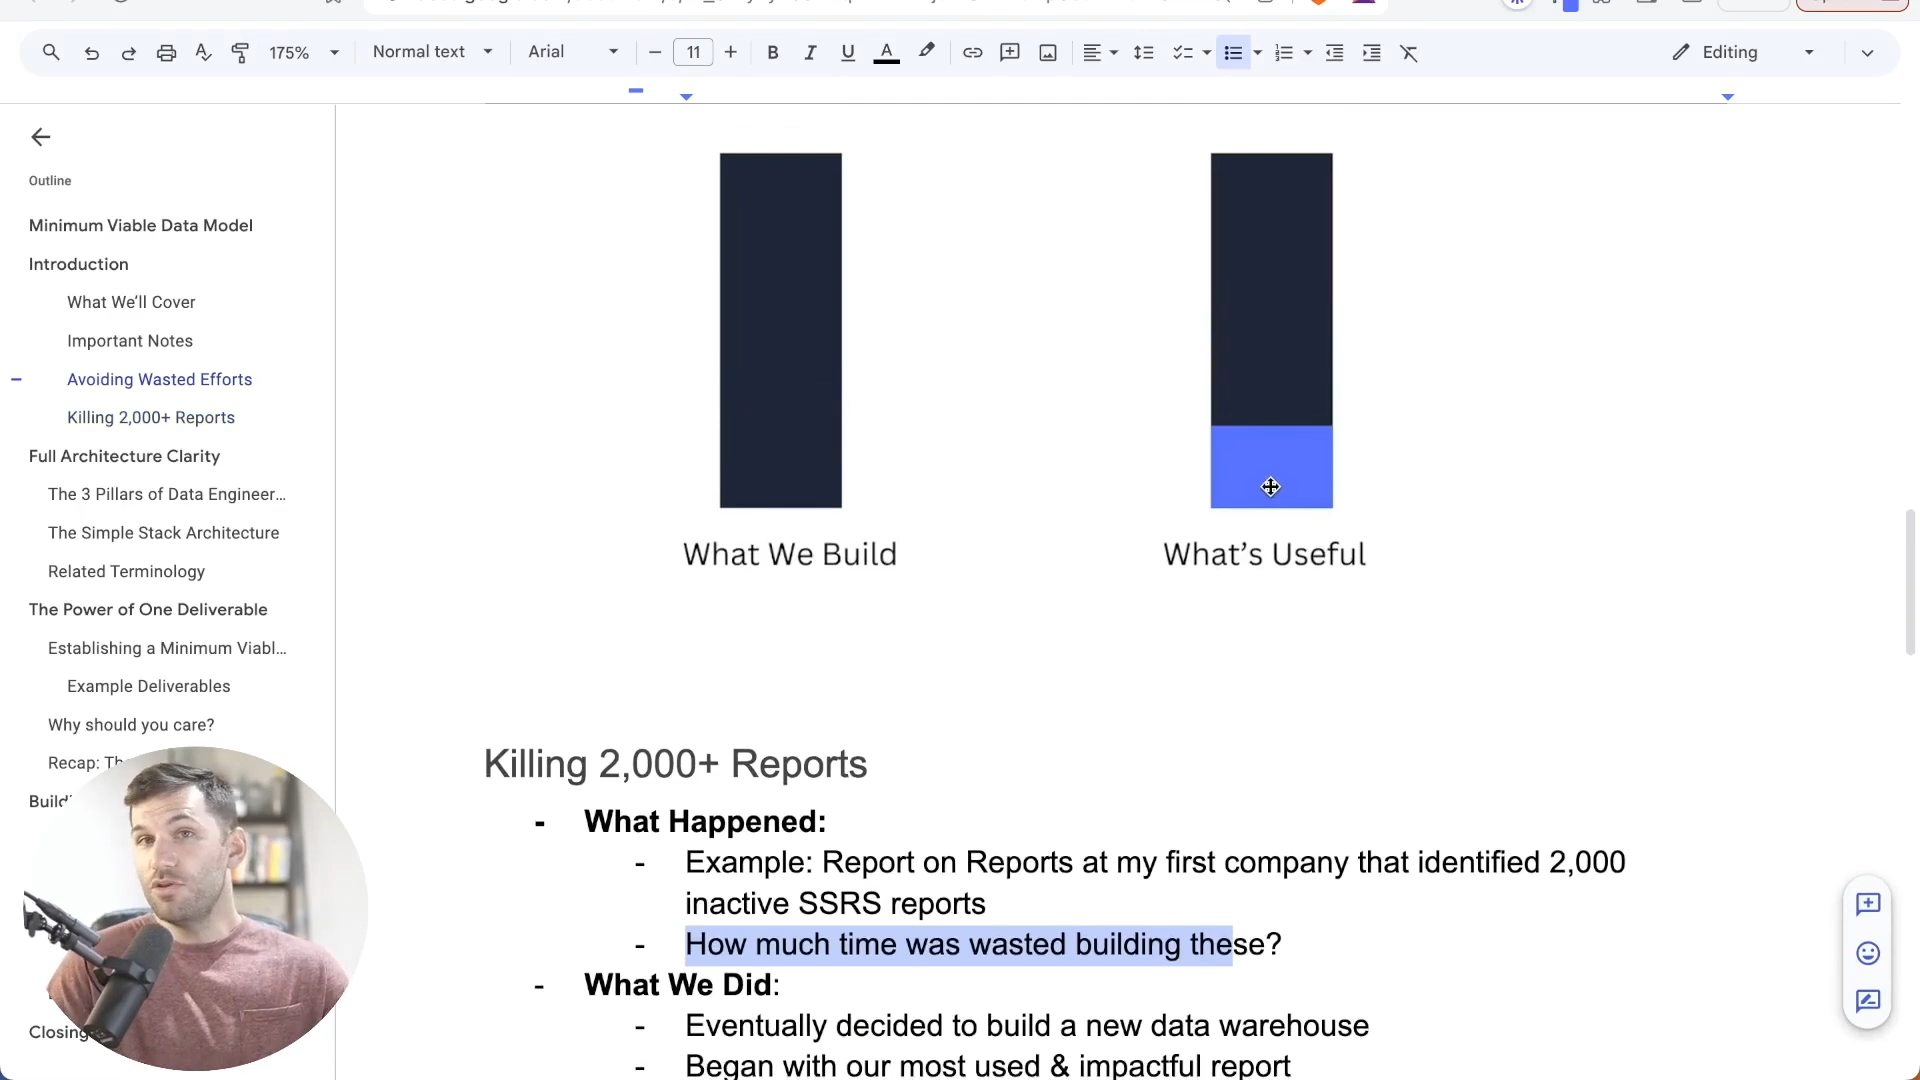 175%
Normal text
Arial
11
Editing
Outline
Minimum Viable Data Model
Introduction
What We'll Cover
Important Notes
Avoiding Wasted Efforts
Killing 2,000+ Reports
Full Architecture Clarity
The 3 Pillars of Data Engineer...
The Simple Stack Architecture
Related Terminology
The Power of One Deliverable
Establishing a Minimum Viabl...
Example Deliverables
Why should you care?
Recap:
Closing
What We Build
What's Useful
Killing 2,000+ Reports
- What Happened:
- Example: Report on Reports at my first company that identified 2,000
inactive SSRS reports
- How much time was wasted building these?
- What We Did:
- Eventually decided to build a new data warehouse
- Began with our most used & impactful report